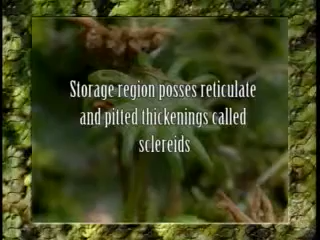 Storage region posses reticulate
and pitted thickenings called
sclereids